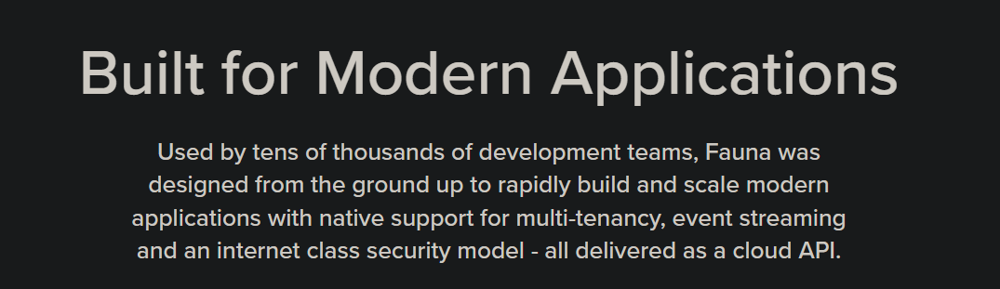 Built for Modern Applications
Used by tens of thousands of development teams, Fauna was
designed from the ground up to rapidly build and scale modern
applications with native support for multi-tenancy, event streaming
and an internet class security model - all delivered as a cloud API.